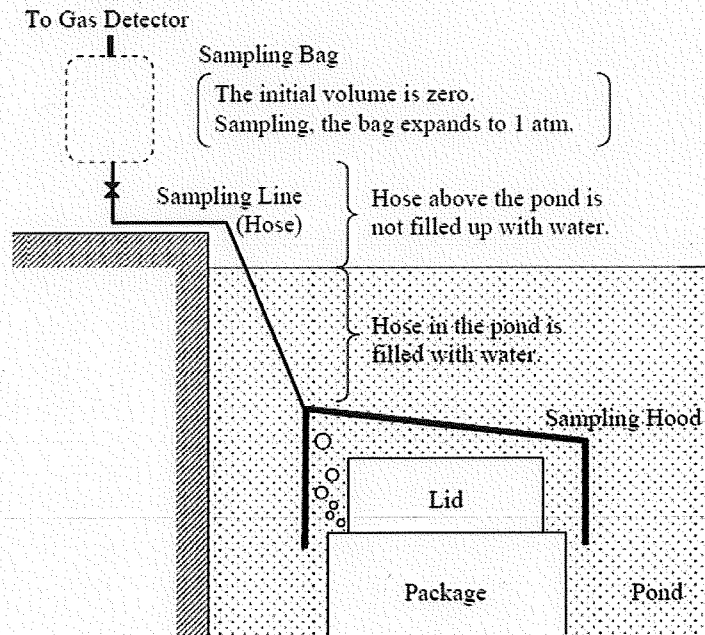 To Gas Detector
Sampling Bag
The initial volume is zero.
Sampling, the bag expands to 1 atm.
Sampling Line
(Hose)
Hose above the pond is
not filled up with water.
Hose in the pond is
filled with water.
Sampling Hood
Lid
Package
Pond